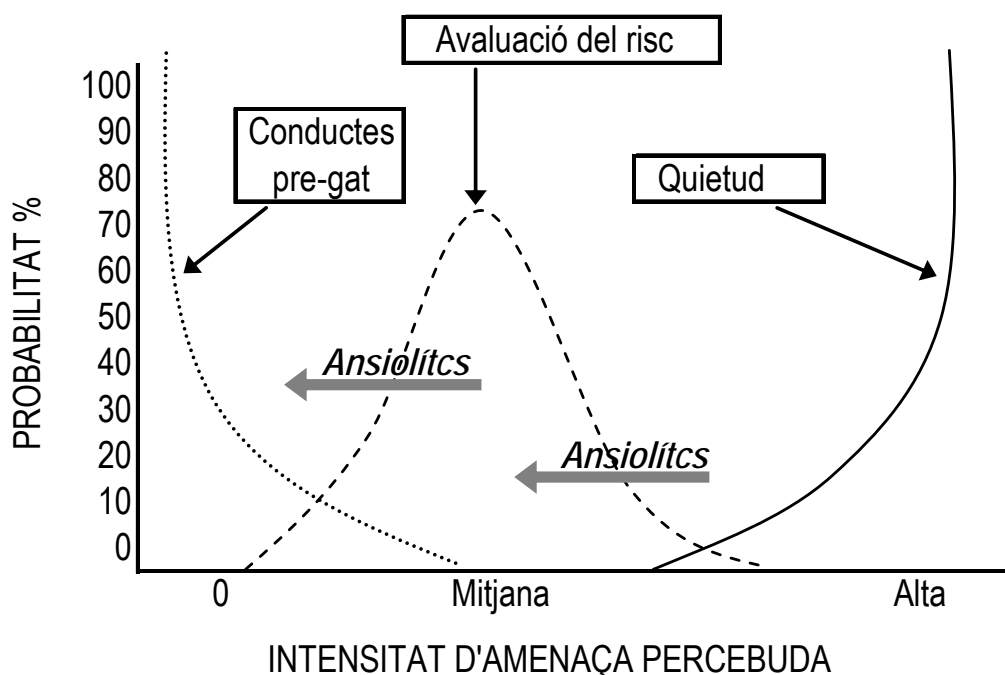 Avaluació del risc
Conductes
pre-gat
Quietud
PROBABILITAT %
100
90
80
70
60
50
40
30
20
10
0
Ansiolítcs
Ansiolítcs
0 Mitjana Alta
INTENSITAT D'AMENAÇA PERCEBUDA